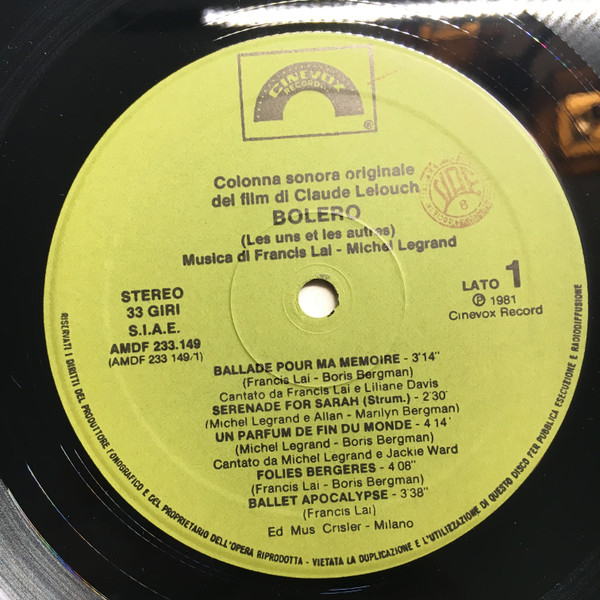 CINEVOX
RECORD
®
Colonna sonora originale
del film di Claude Lelouch
BOLERO
(Les uns et les autres)
Musica di Francis Lai - Michel Legrand
STEREO
33 GIRI
S.I.A.E.
AMDF 233.149
(AMDF 233 149/1)
LATO 1
℗ 1981
Cinevox Record
BALLADE POUR MA MEMOIRE - 3'14"
(Francis Lai - Boris Bergman)
Cantato da Francis Lai e Liliane Davis
SERENADE FOR SARAH (Strum.) - 2'30'
(Michel Legrand e Allan - Marilyn Bergman)
UN PARFUM DE FIN DU MONDE - 4 14'
(Michel Legrand - Boris Bergman)
Cantato da Michel Legrand e Jackie Ward
FOLIES BERGERES - 4 08"
(Francis Lai - Boris Bergman)
BALLET APOCALYPSE - 3'38"
(Francis Lai)
Ed Mus Crisler - Milano
RISERVATI I DIRITTI DEL PRODUTTORE FONOGRAFICO E DEL PROPRIETARIO DELL'OPERA RIPRODOTTA - VIETATA LA DUPLICAZIONE E L'UTILIZZAZIONE DI QUESTO DISCO PER PUBBLICA ESECUZIONE E RADIODIFFUSIONE